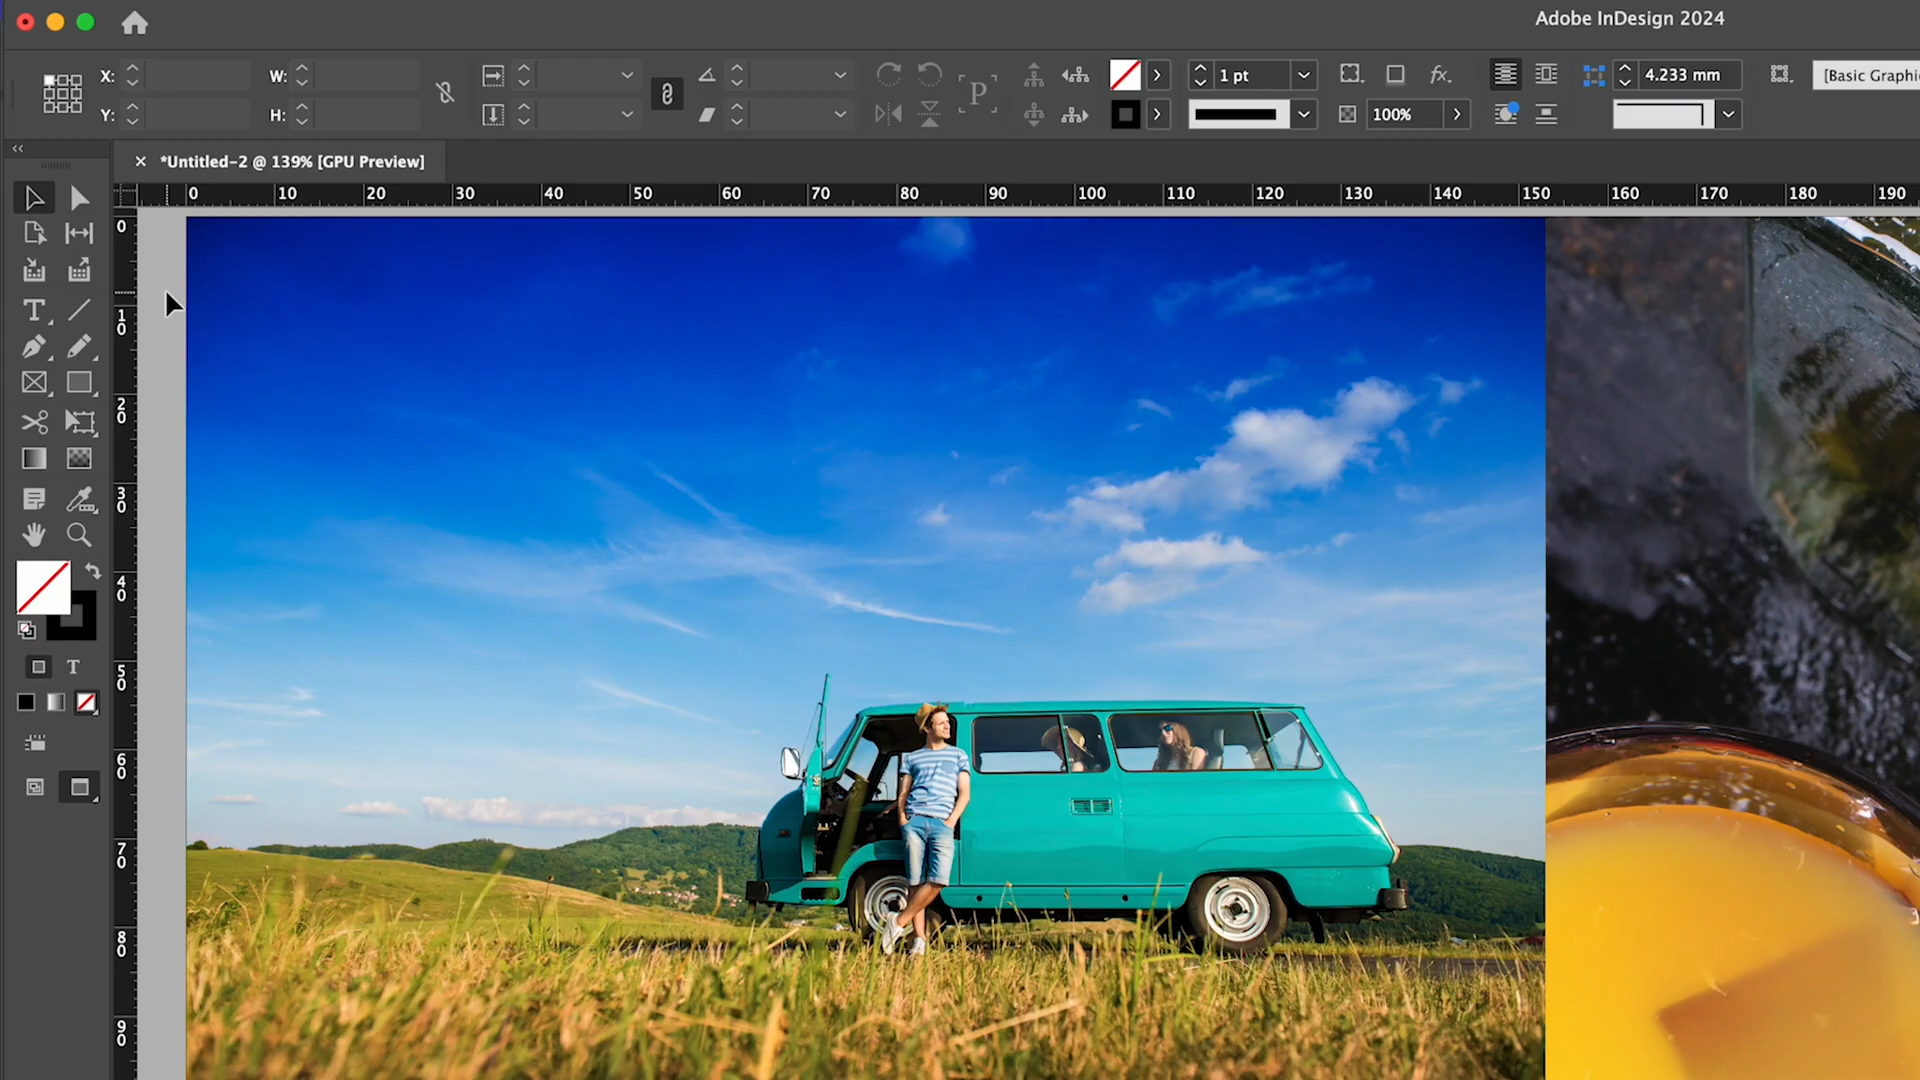 Adobe InDesign 2024
X: W: 1 pt fx. 4.233 mm [Basic Graphi
Y: H: P 100%
*Untitled-2 @ 139% [GPU Preview]
0 10 20 30 40 50 60 70 80 90 100 110 120 130 140 150 160 170 180 190
0
10
20
30
40
50
60
70
80
90
T
T